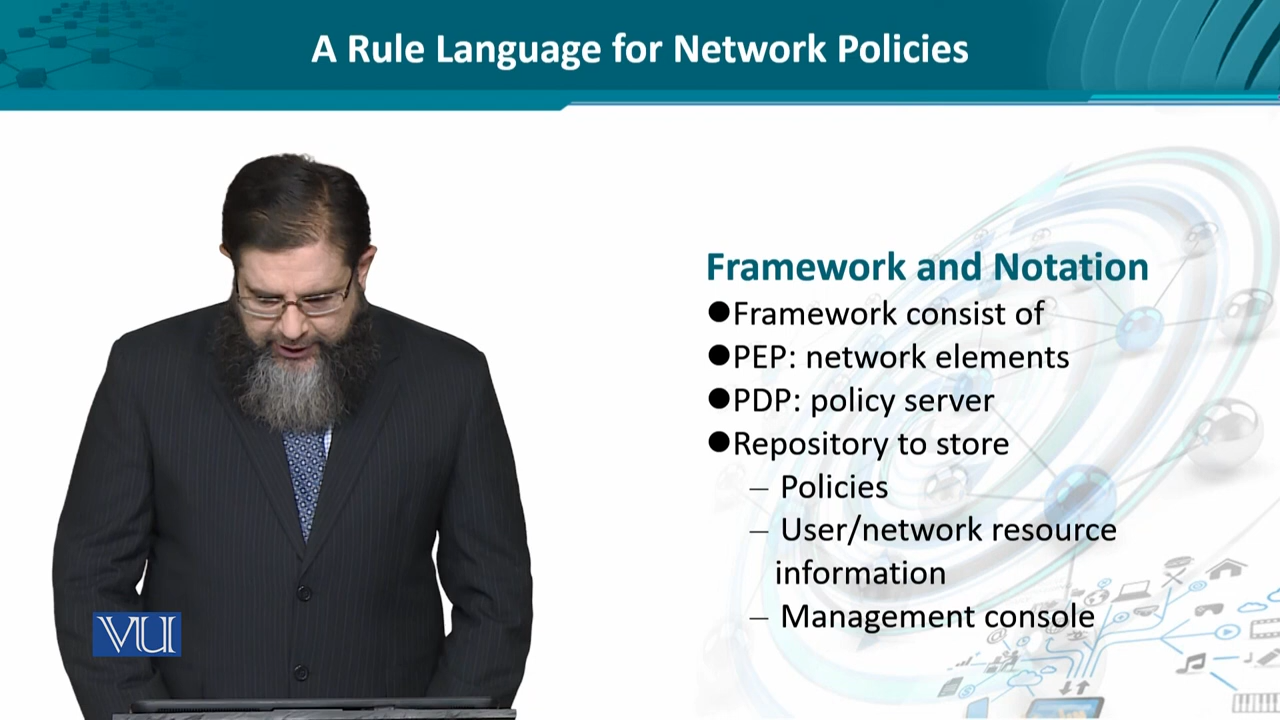 A Rule Language for Network Policies
Framework and Notation
●Framework consist of
●PEP: network elements
●PDP: policy server
●Repository to store
– Policies
– User/network resource
information
– Management console
VU